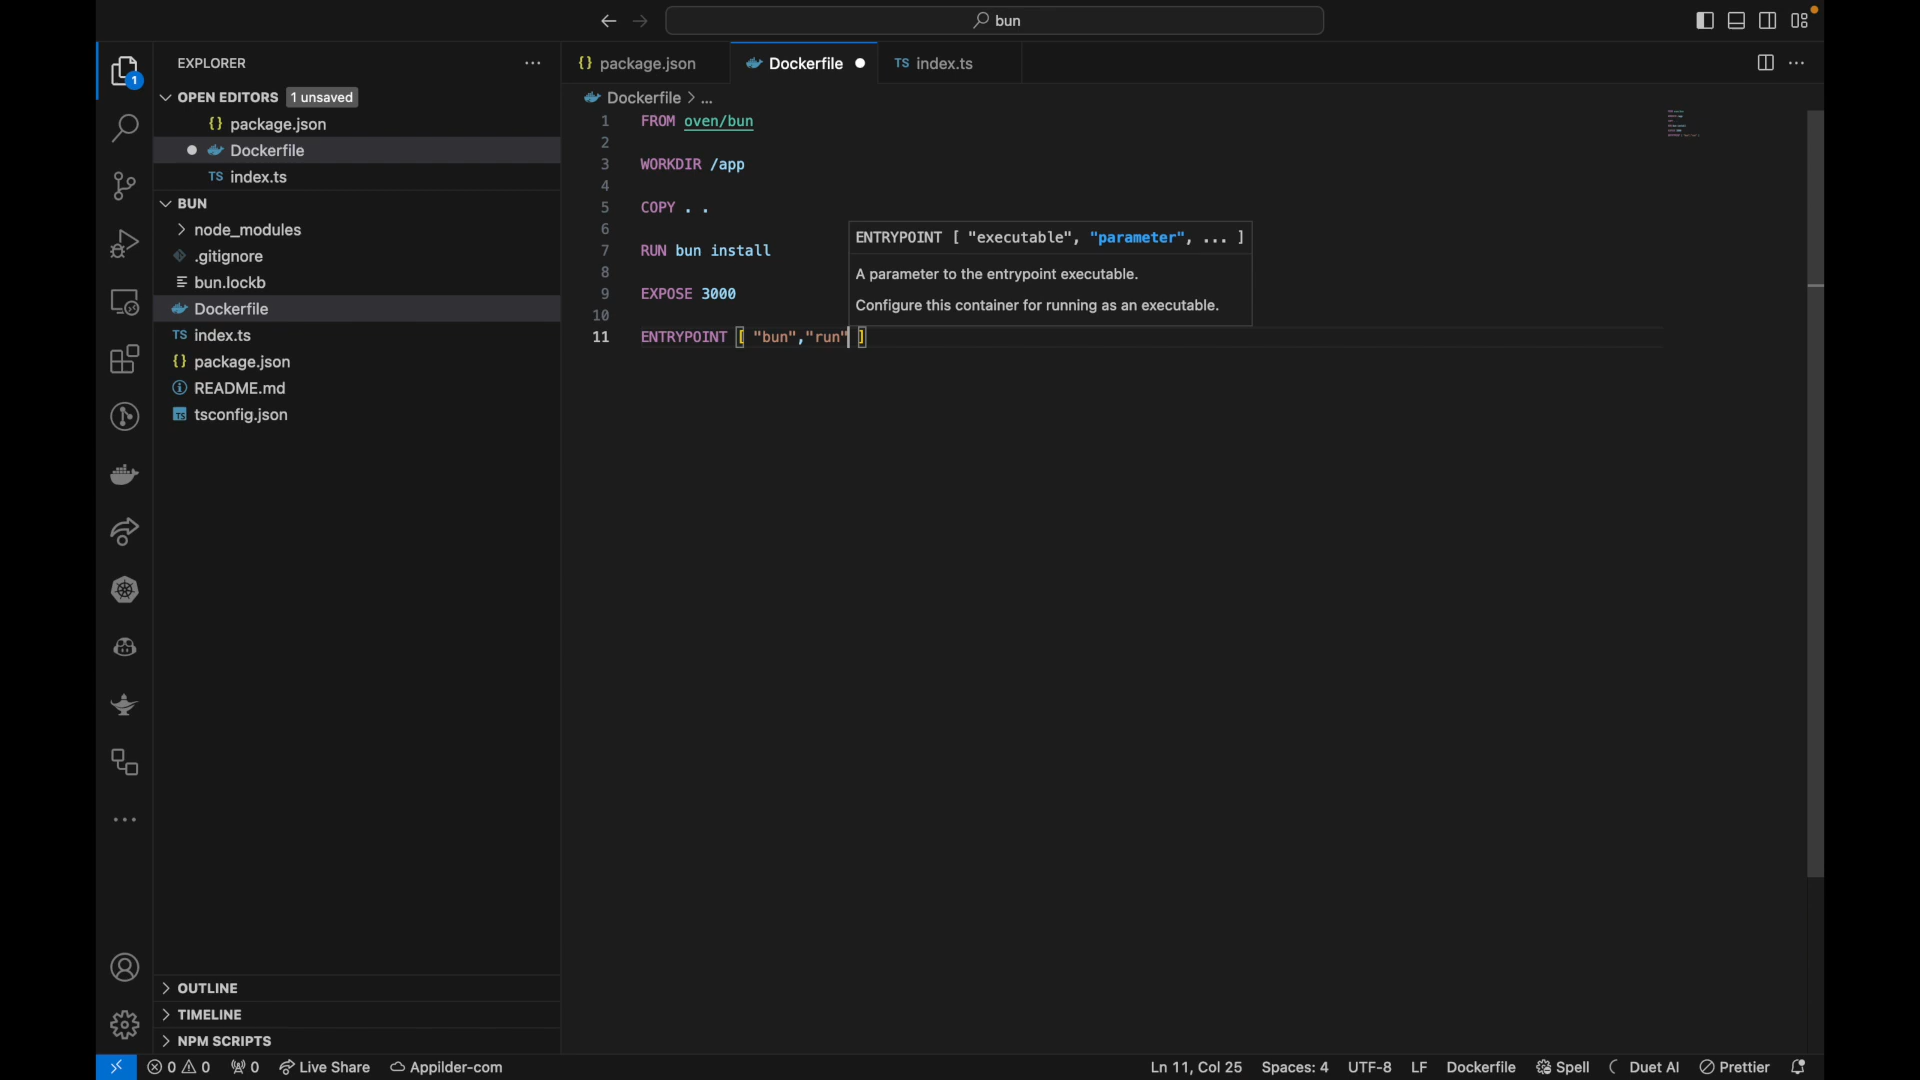 bun
EXPLORER
OPEN EDITORS 1 unsaved
{} package.json
Dockerfile
TS index.ts
BUN
node_modules
.gitignore
bun.lockb
Dockerfile
TS index.ts
{} package.json
README.md
TS tsconfig.json
OUTLINE
TIMELINE
NPM SCRIPTS
{} package.json
Dockerfile
TS index.ts
Dockerfile > ...
1 FROM oven/bun
2
3 WORKDIR /app
4
5 COPY . .
6
7 RUN bun install
8
9 EXPOSE 3000
10
11 ENTRYPOINT [ "bun","run" ]
ENTRYPOINT [ "executable", "parameter", ... ]
A parameter to the entrypoint executable.
Configure this container for running as an executable.
1
0 0 0 Live Share Appilder-com Ln 11, Col 25 Spaces: 4 UTF-8 LF Dockerfile Spell Duet AI Prettier